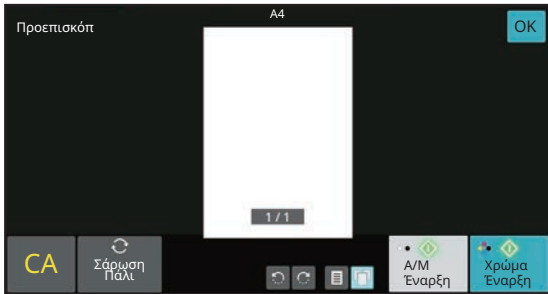 A4
Προεπισκόπ
OK
1 / 1
CA
Σάρωση
Πάλι
Α/Μ
Έναρξη
Χρώμα
Έναρξη